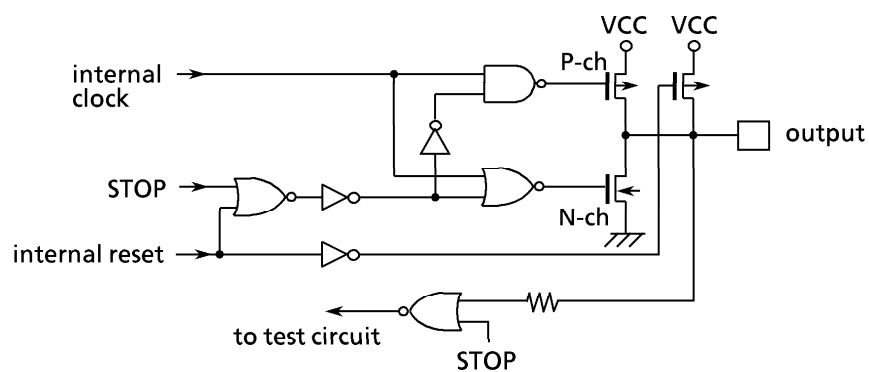 VCC VCC
P-ch
internal
clock
output
STOP
N-ch
internal reset
to test circuit
STOP